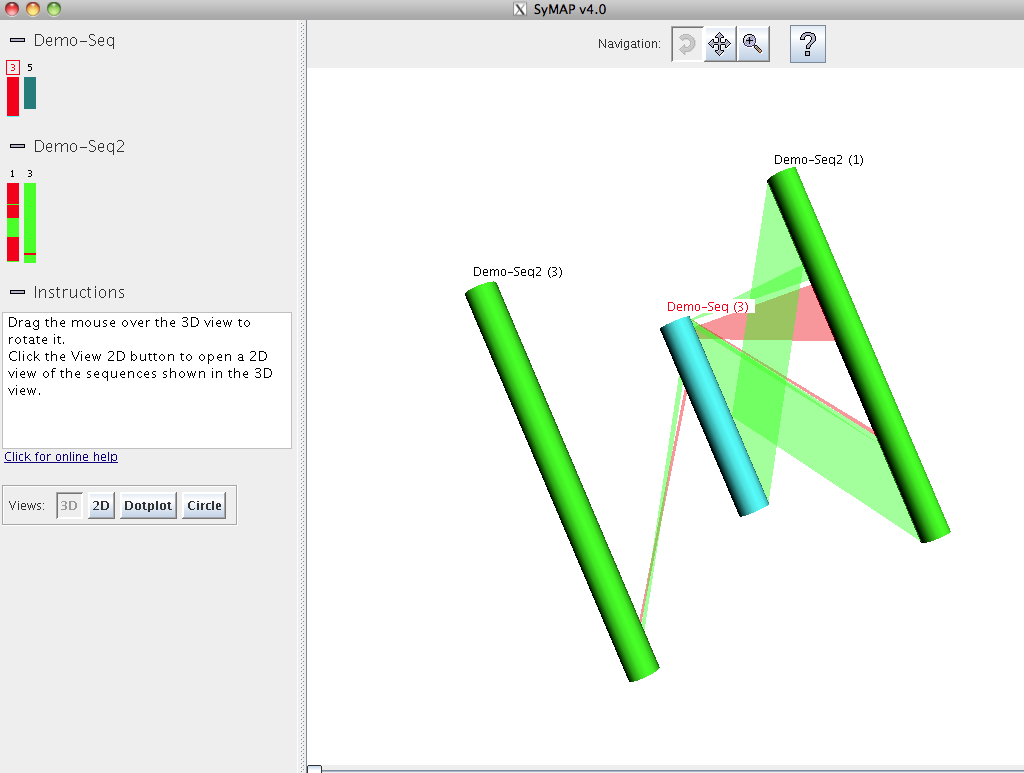 SyMAP v4.0
Demo-Seq
3 5
Demo-Seq2
1 3
Instructions
Drag the mouse over the 3D view to
rotate it.
Click the View 2D button to open a 2D
view of the sequences shown in the 3D
view.
Click for online help
Views: 3D 2D Dotplot Circle
Navigation: ?
Demo-Seq2 (1)
Demo-Seq2 (3)
Demo-Seq (3)